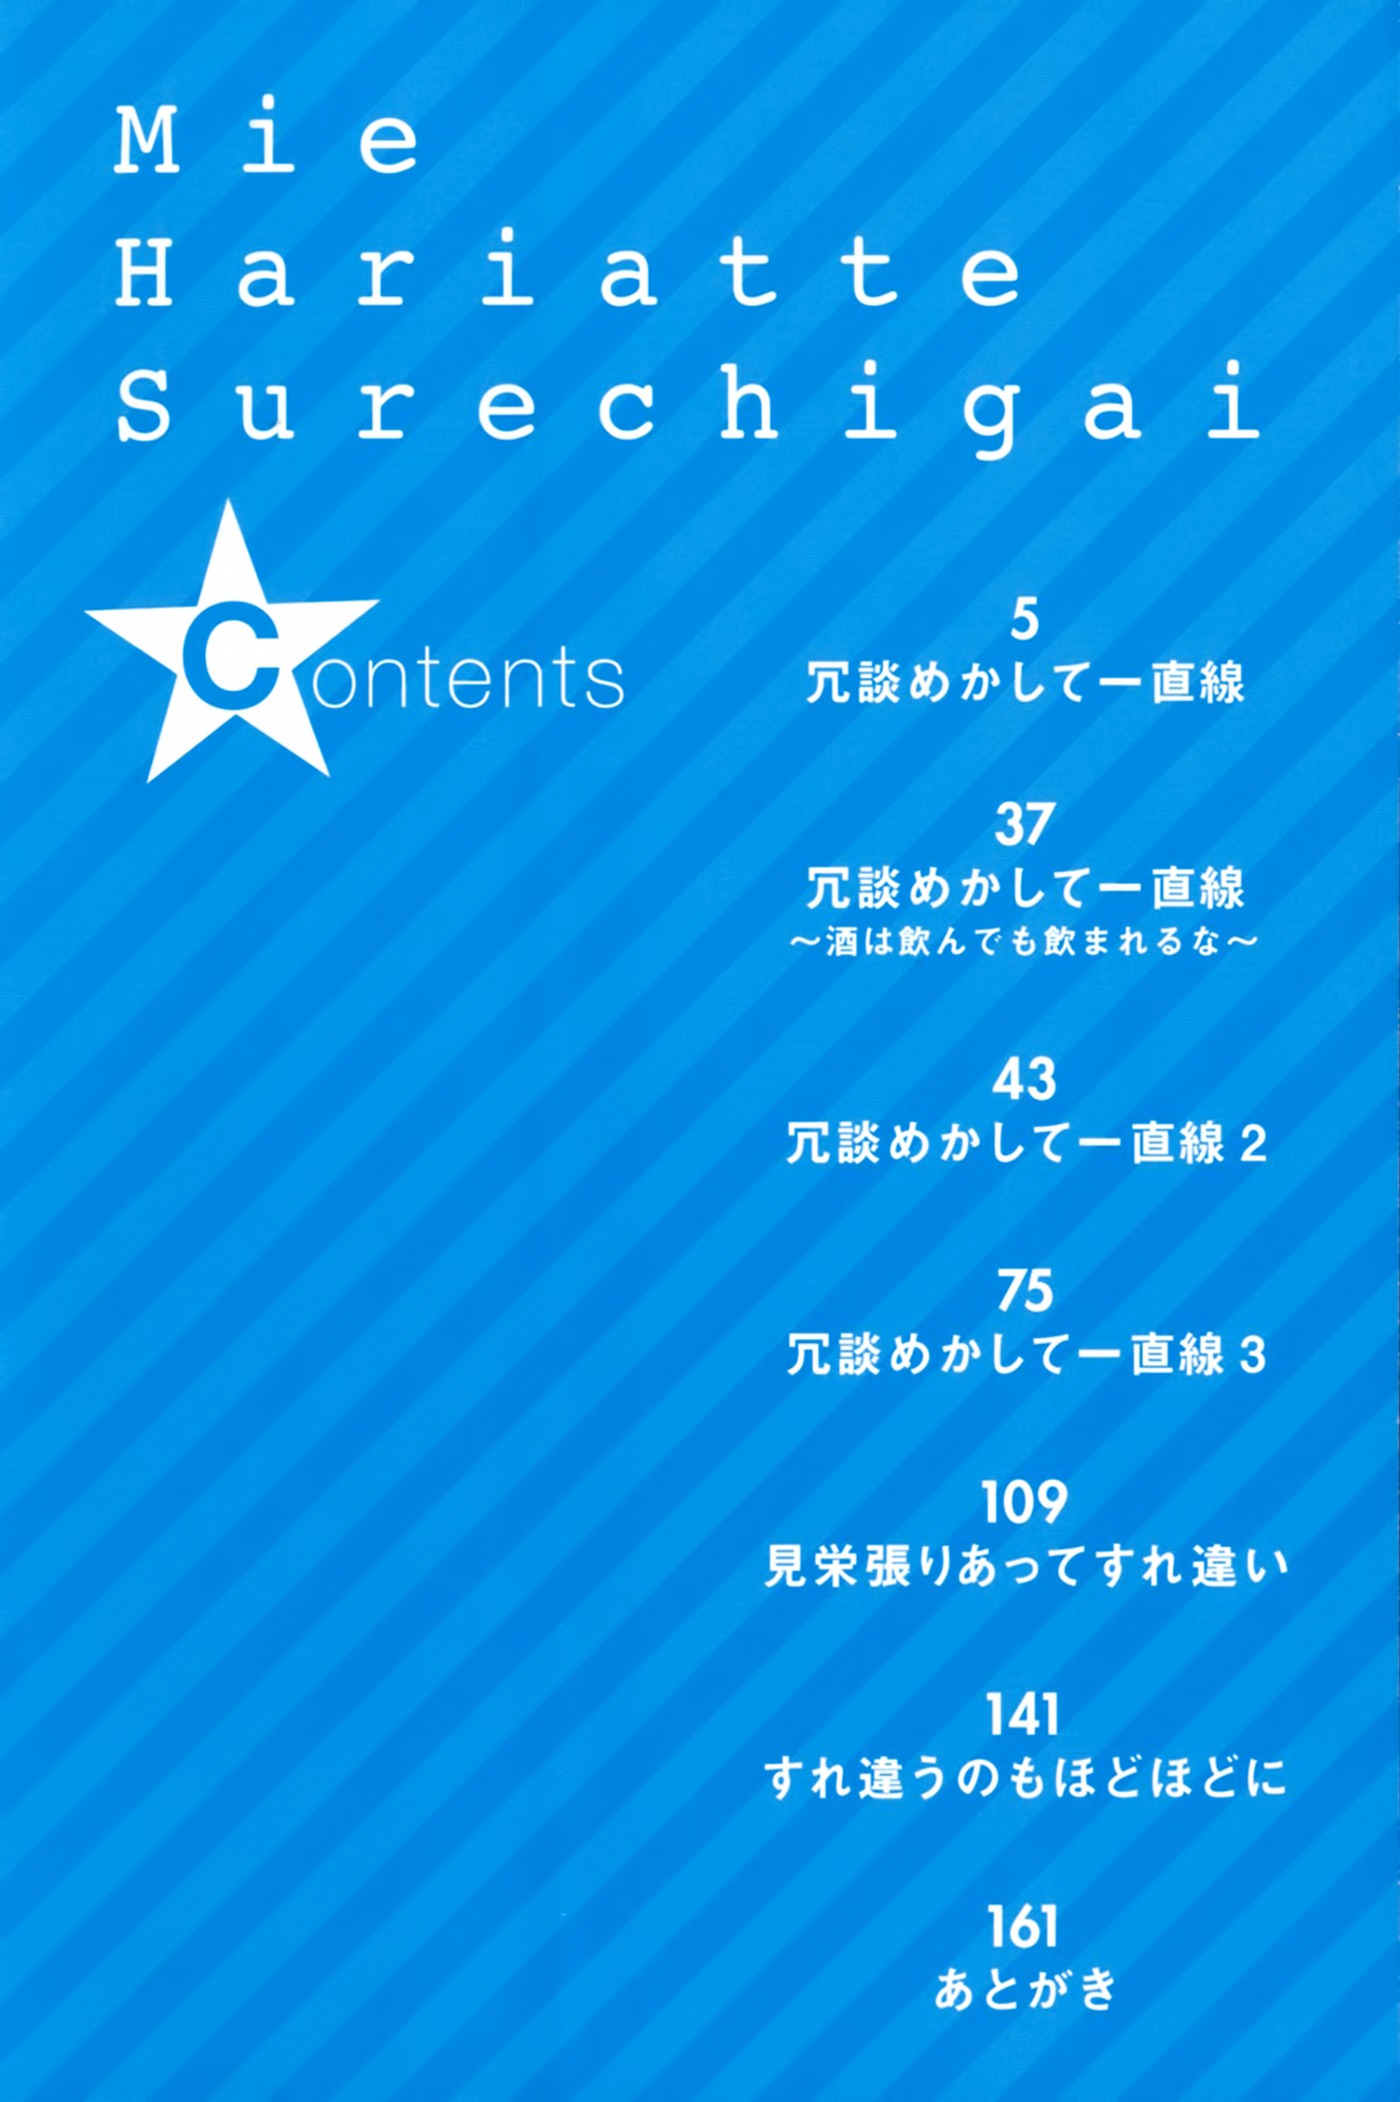 Mie
Hariatte
Surechigai
Contents
5
冗談めかして一直線
37
冗談めかして一直線
～酒は飲んでも飲まれるな～
43
冗談めかして一直線 2
75
冗談めかして一直線 3
109
見栄張りあってすれ違い
141
すれ違うのもほどほどに
161
あとがき